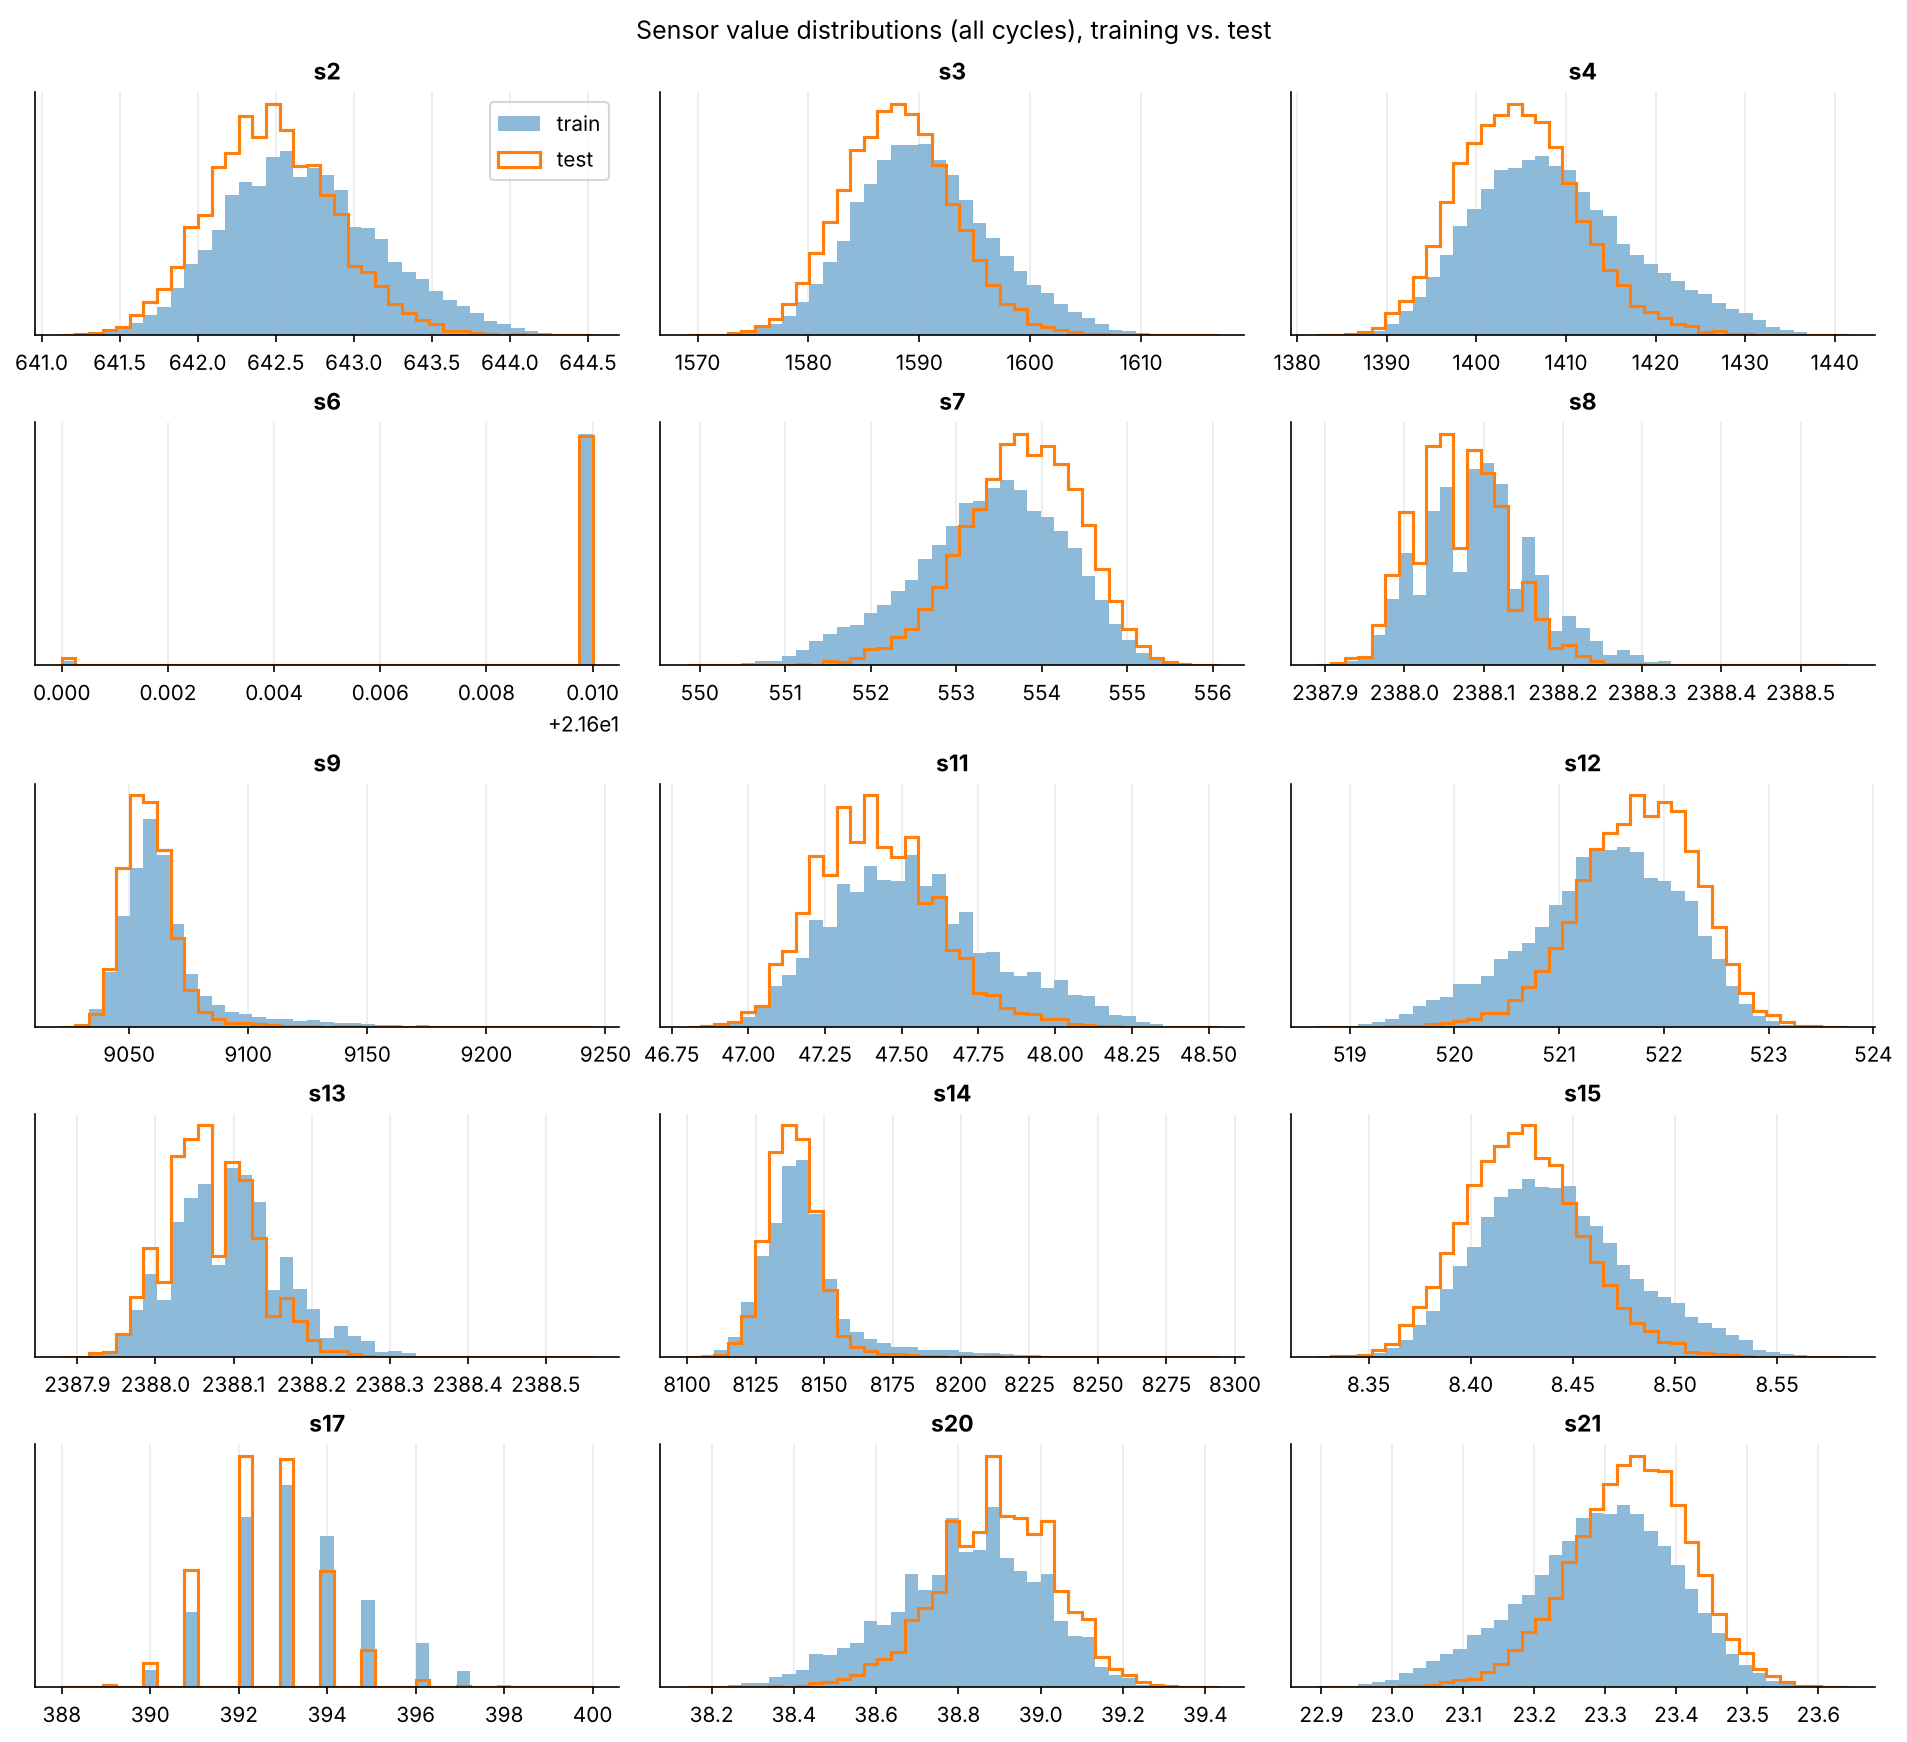 Sensor value distributions (all cycles), training vs. test
s2
s3
s4
train
test
641.0 641.5 642.0 642.5 643.0 643.5 644.0 644.5
1570 1580 1590 1600 1610
1380 1390 1400 1410 1420 1430 1440
s6
s7
s8
0.000 0.002 0.004 0.006 0.008 0.010
+2.16e1
550 551 552 553 554 555 556
2387.9 2388.0 2388.1 2388.2 2388.3 2388.4 2388.5
s9
s11
s12
9050 9100 9150 9200 9250
46.75 47.00 47.25 47.50 47.75 48.00 48.25 48.50
519 520 521 522 523 524
s13
s14
s15
2387.9 2388.0 2388.1 2388.2 2388.3 2388.4 2388.5
8100 8125 8150 8175 8200 8225 8250 8275 8300
8.35 8.40 8.45 8.50 8.55
s17
s20
s21
388 390 392 394 396 398 400
38.2 38.4 38.6 38.8 39.0 39.2 39.4
22.9 23.0 23.1 23.2 23.3 23.4 23.5 23.6